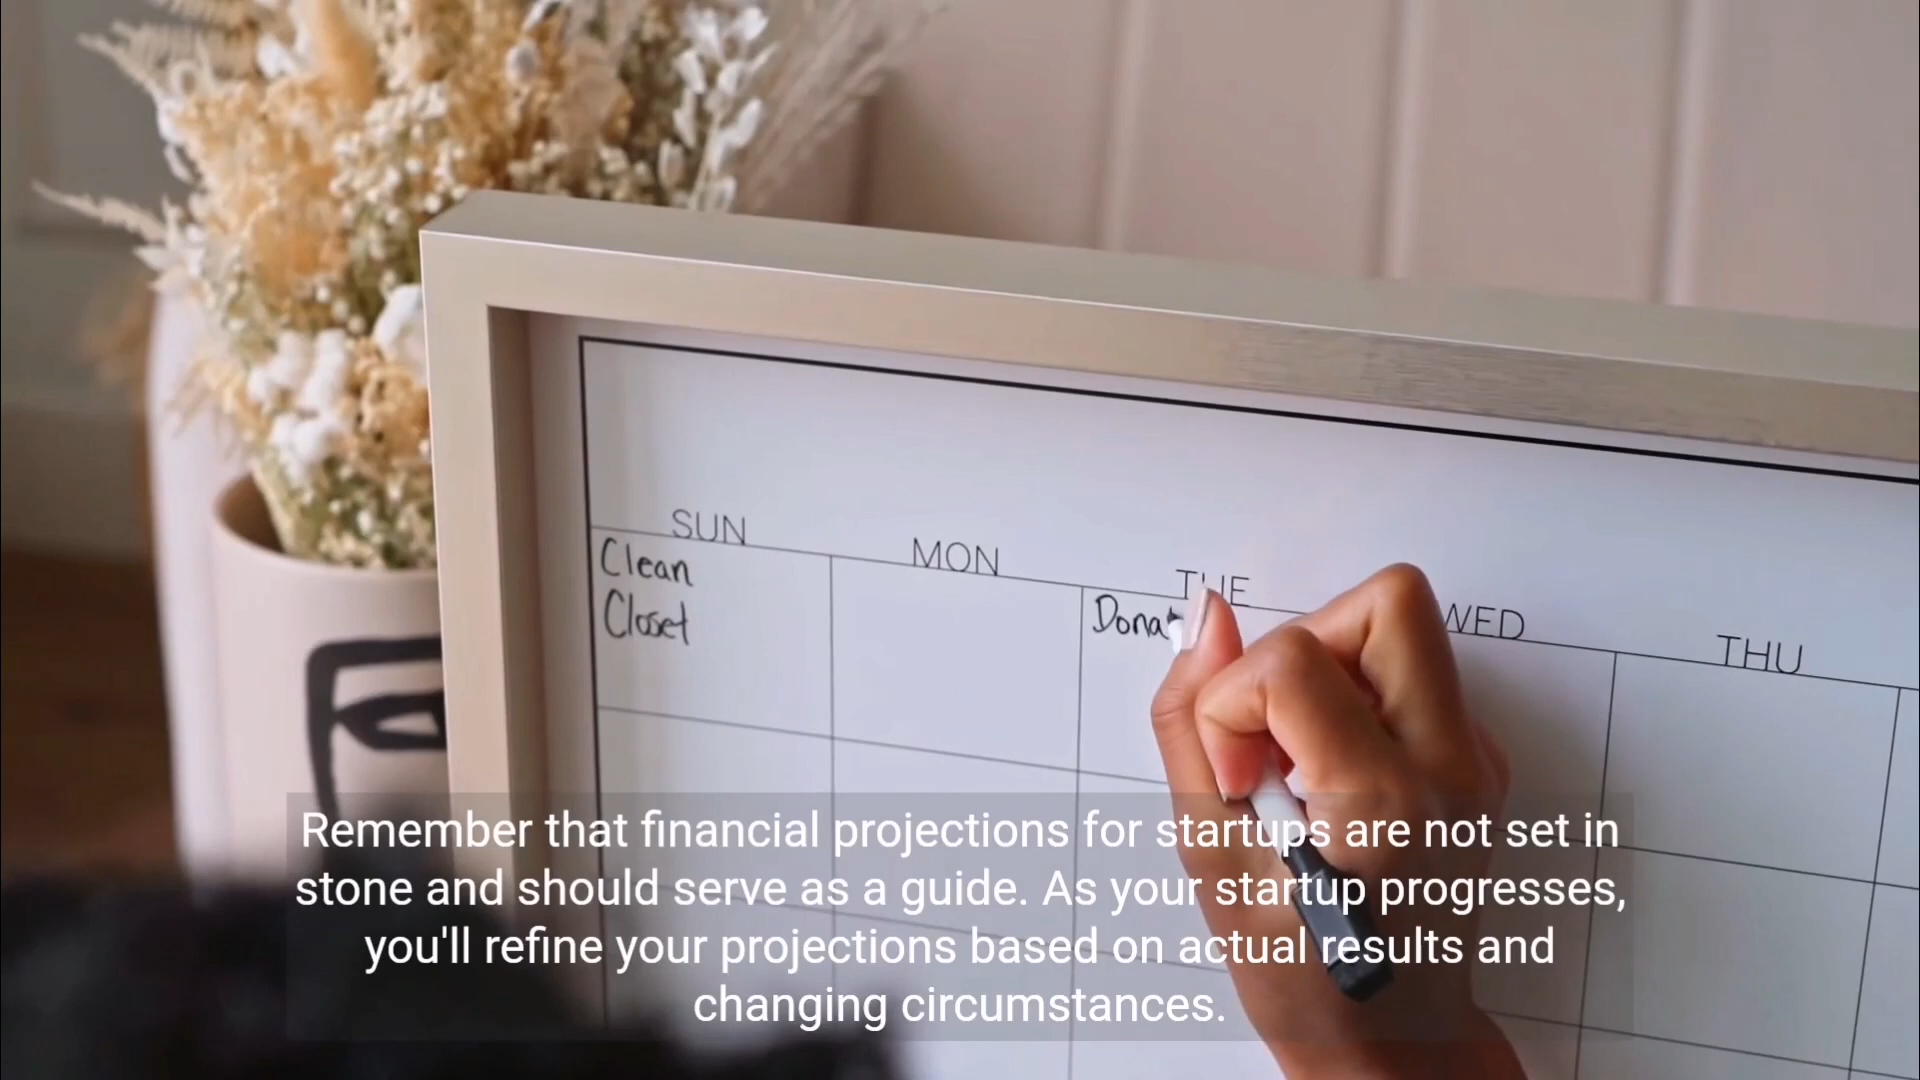 SUN MON TUE WED THU
Clean
Closet
Remember that financial projections for startups are not set in
stone and should serve as a guide. As your startup progresses,
you'll refine your projections based on actual results and
changing circumstances.